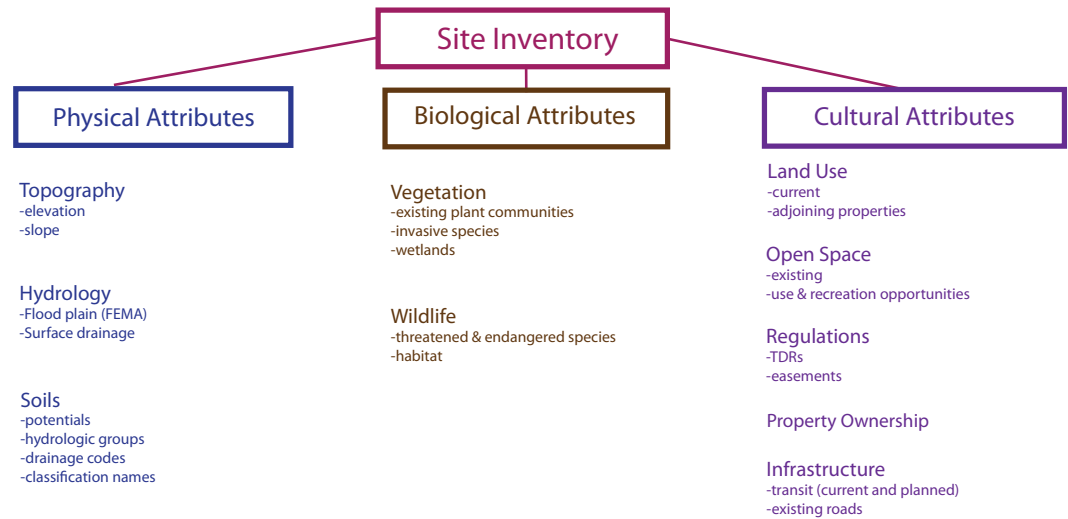 Site Inventory
Physical Attributes
Topography
-elevation
-slope
Hydrology
-Flood plain (FEMA)
-Surface drainage
Soils
-potentials
-hydrologic groups
-drainage codes
-classification names
Biological Attributes
Vegetation
-existing plant communities
-invasive species
-wetlands
Wildlife
-threatened & endangered species
-habitat
Cultural Attributes
Land Use
-current
-adjoining properties
Open Space
-existing
-use & recreation opportunities
Regulations
-TDRs
-easements
Property Ownership
Infrastructure
-transit (current and planned)
-existing roads